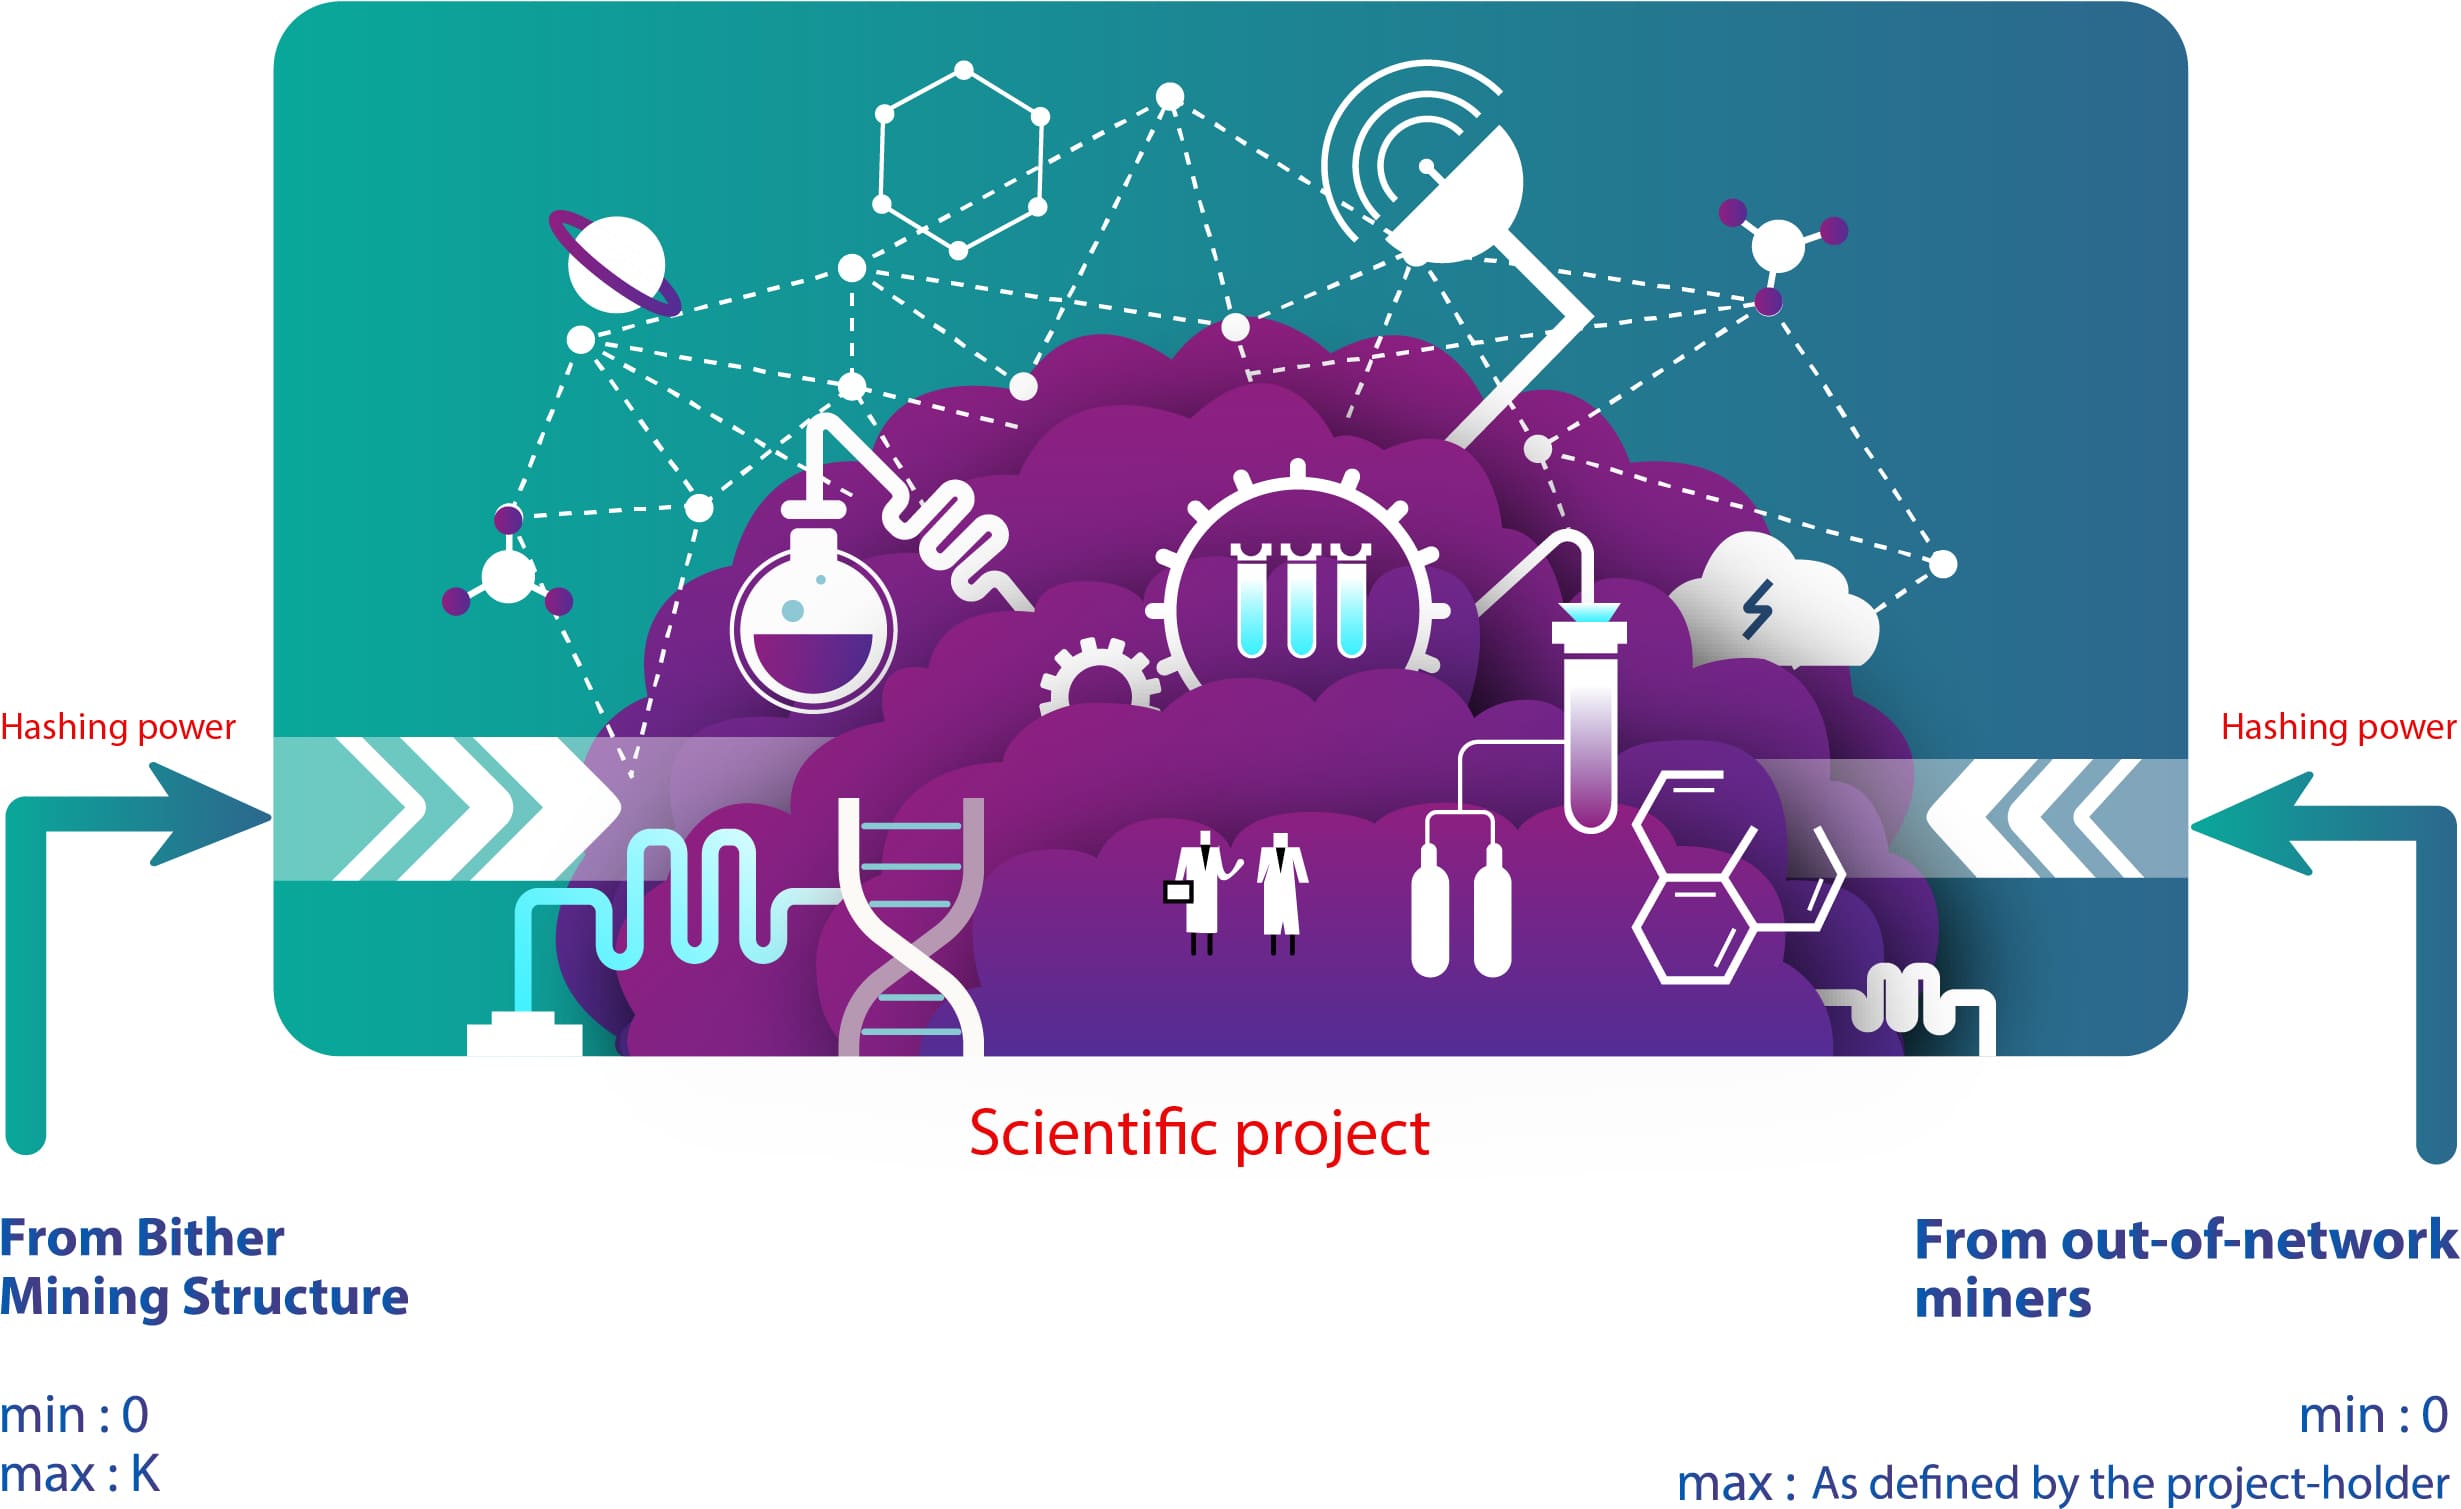 Hashing power
Hashing power
Scientific project
From Bither
Mining Structure
min : 0
max : K
From out-of-network
miners
min : 0
max : As defined by the project-holder